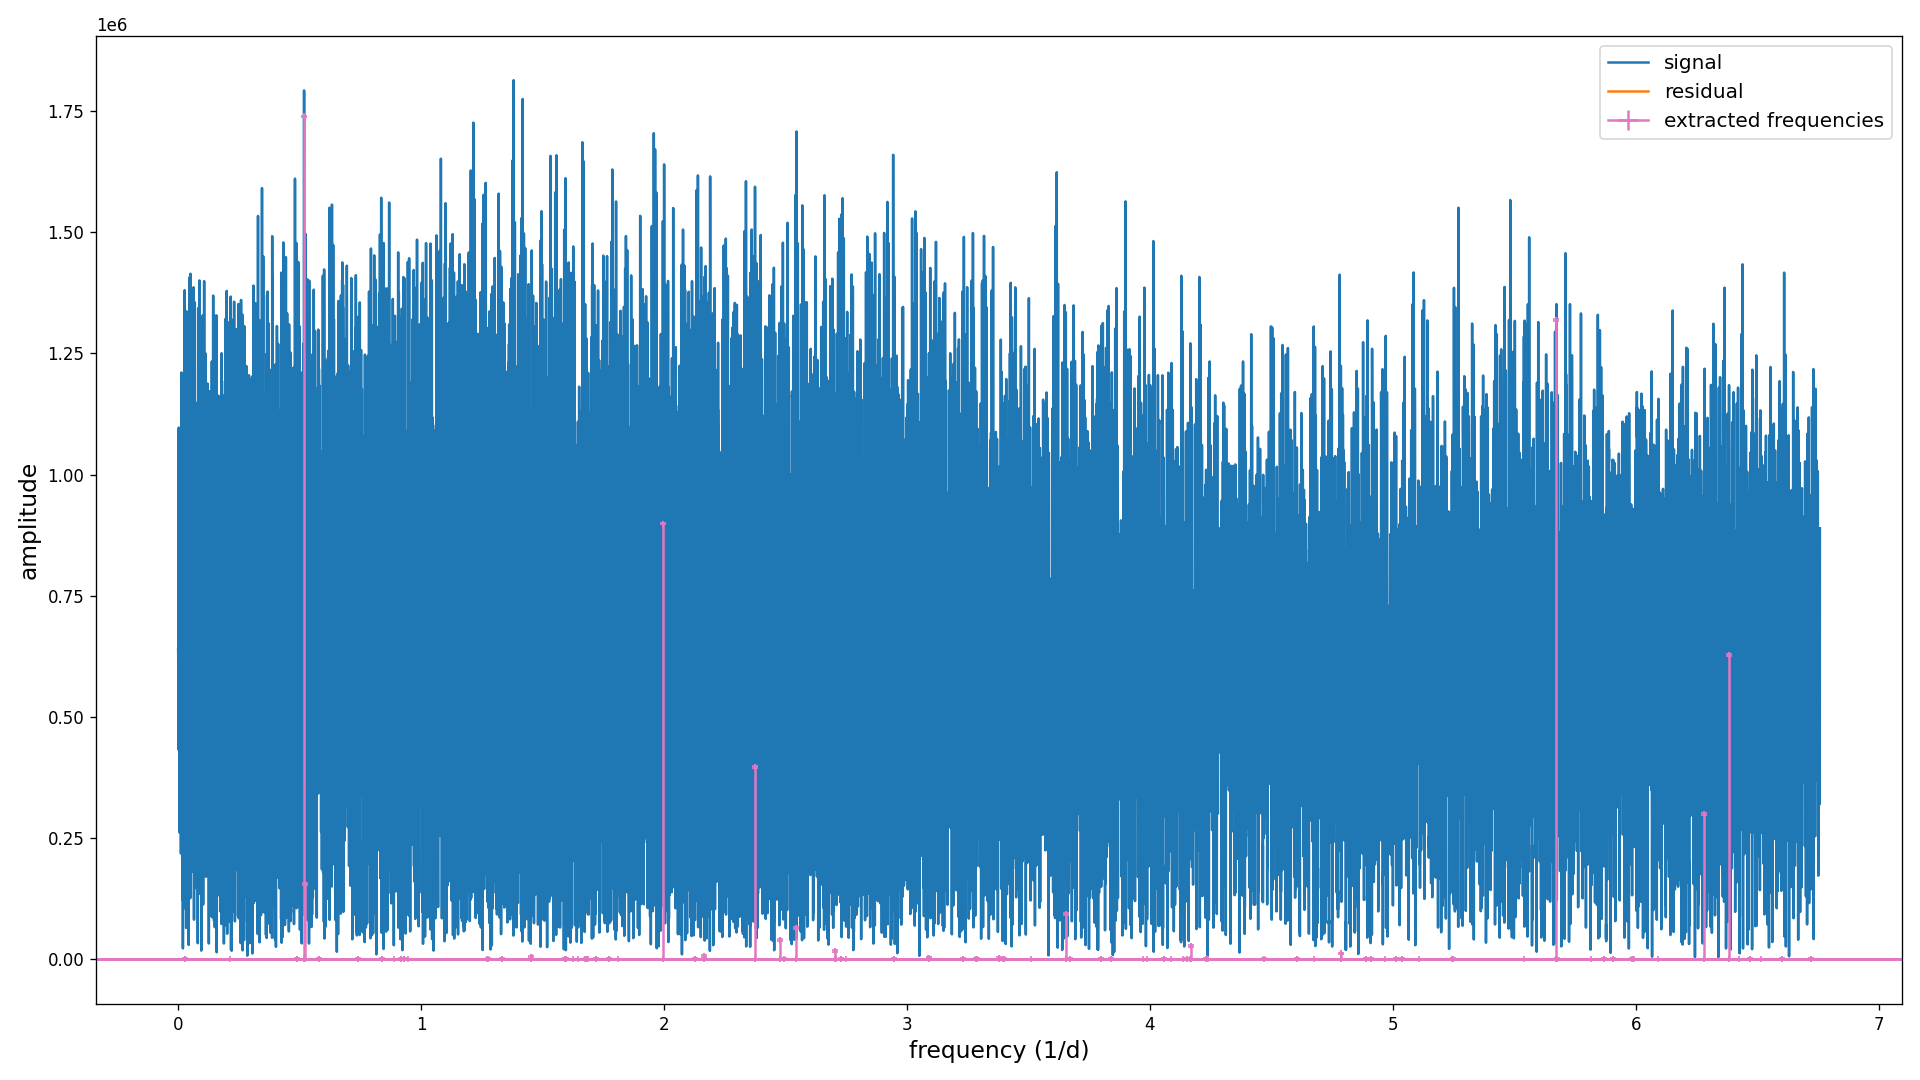 1e6
signal
residual
extracted frequencies
1.75
1.50
1.25
1.00
0.75
0.50
0.25
0.00
amplitude
0 1 2 3 4 5 6 7
frequency (1/d)